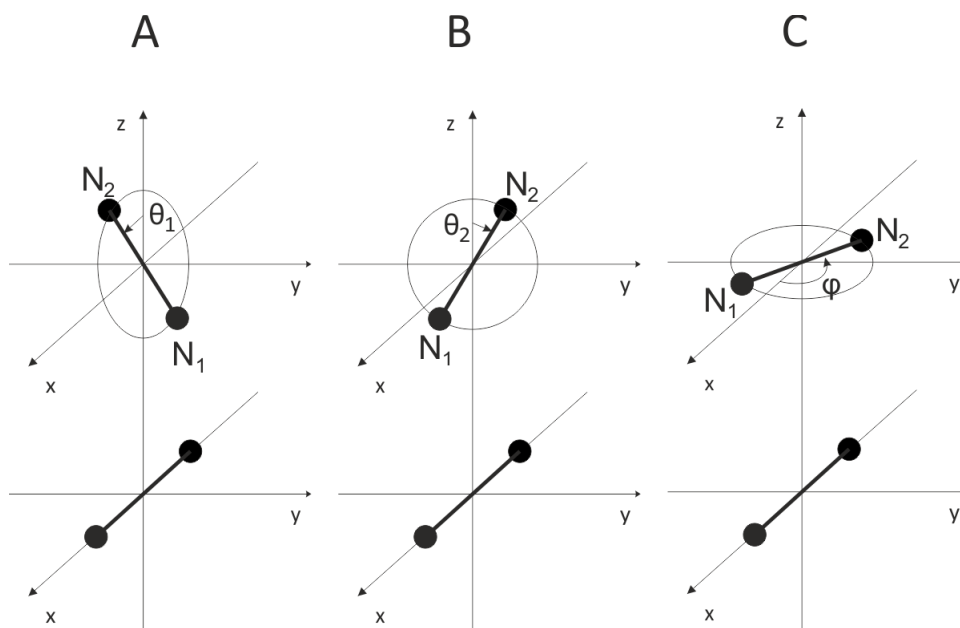 A
B
C
z
z
z
N₂
θ₁
N₂
θ₂
N₂
y
y
y
N₁
N₁
N₁
φ
x
x
x
y
y
y
x
x
x